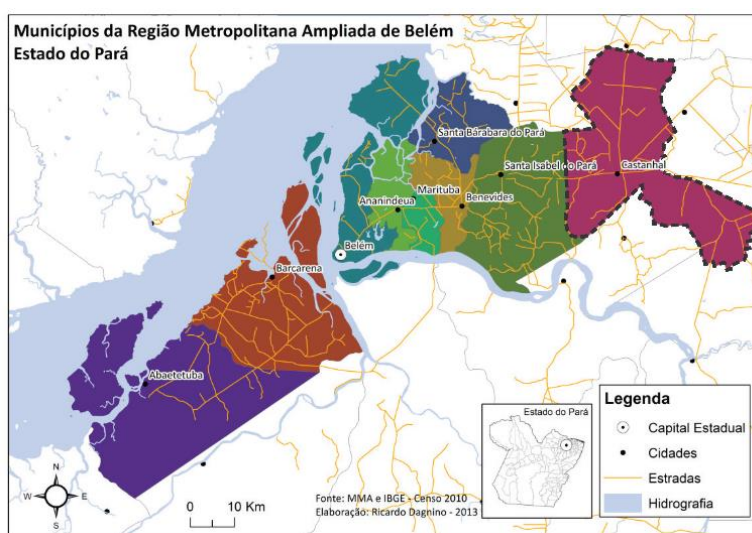 Municípios da Região Metropolitana Ampliada de Belém
Estado do Pará
Santa Bárabara do Pará
Santa Isabel do Pará
Castanhal
Marituba
Ananindeua
Benevides
Belém
Barcarena
Abaetetuba
N
W
E
S
0
10 Km
Fonte: MMA e IBGE - Censo 2010
Elaboração: Ricardo Dagnino - 2013
Estado do Pará
Legenda
Capital Estadual
Cidades
Estradas
Hidrografia